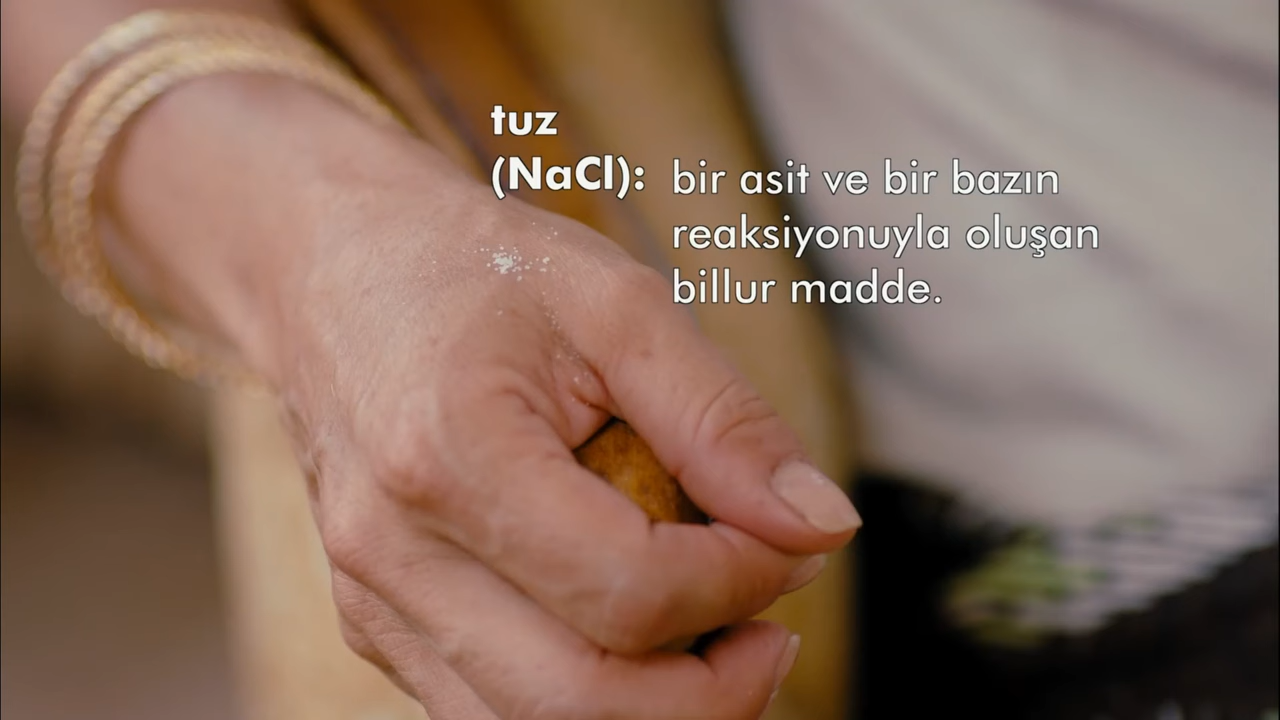 tuz
(NaCl): bir asit ve bir bazın
reaksiyonuyla oluşan
billur madde.